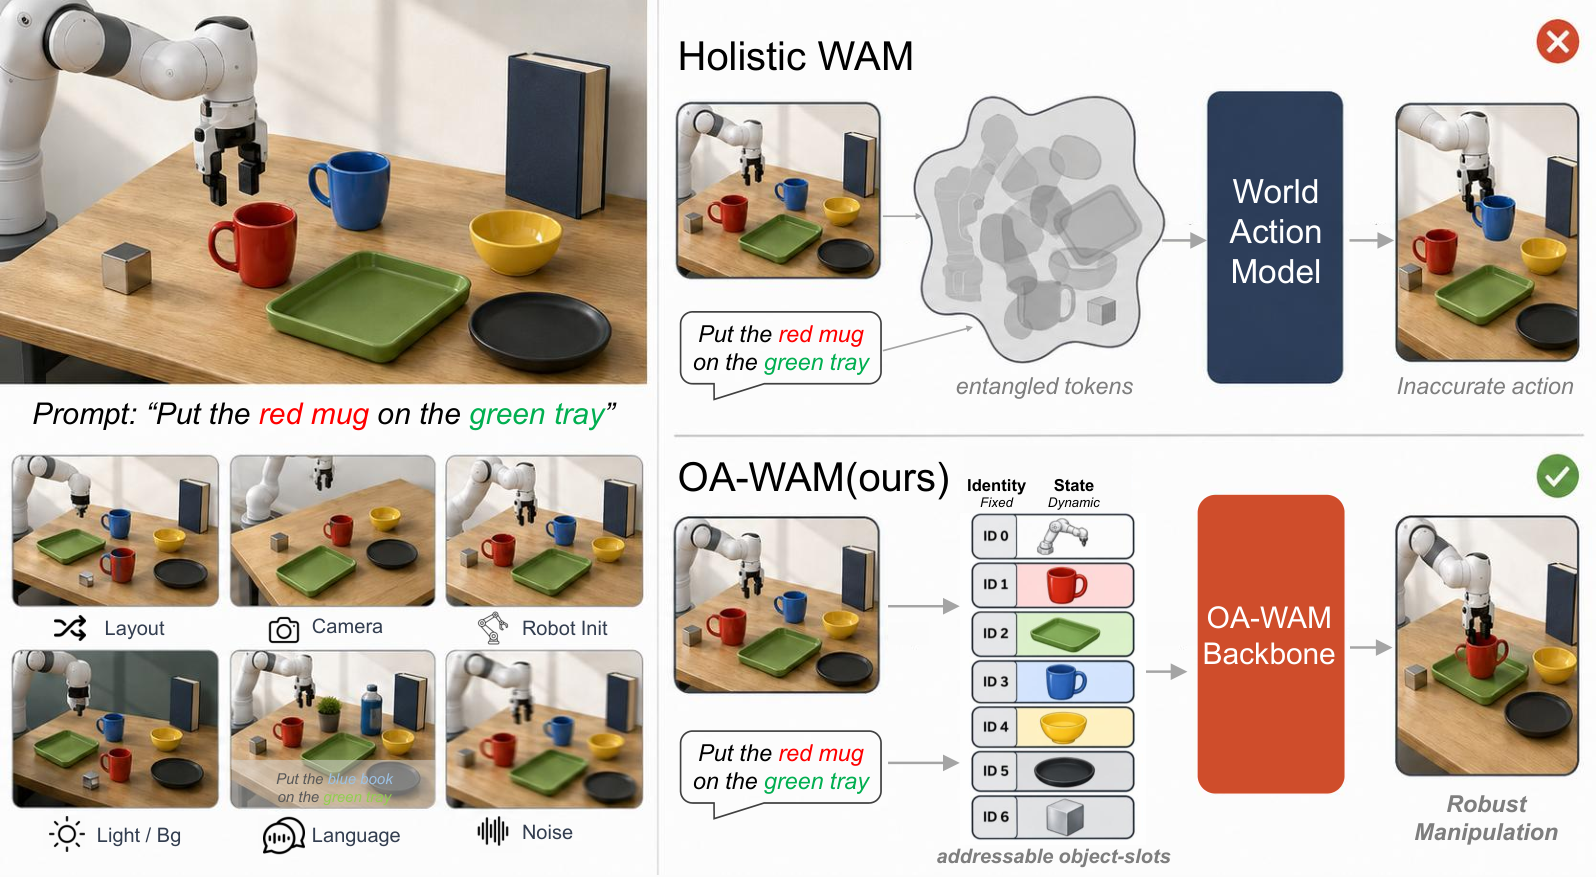 Prompt: “Put the red mug on the green tray”
Layout
Camera
Robot Init
Put the blue book
on the green tray
Light / Bg
Language
Noise
Holistic WAM
Put the red mug
on the green tray
entangled tokens
World
Action
Model
Inaccurate action
OA-WAM(ours)
Identity
Fixed
State
Dynamic
ID 0
ID 1
ID 2
ID 3
ID 4
ID 5
ID 6
Put the red mug
on the green tray
addressable object-slots
OA-WAM
Backbone
Robust
Manipulation